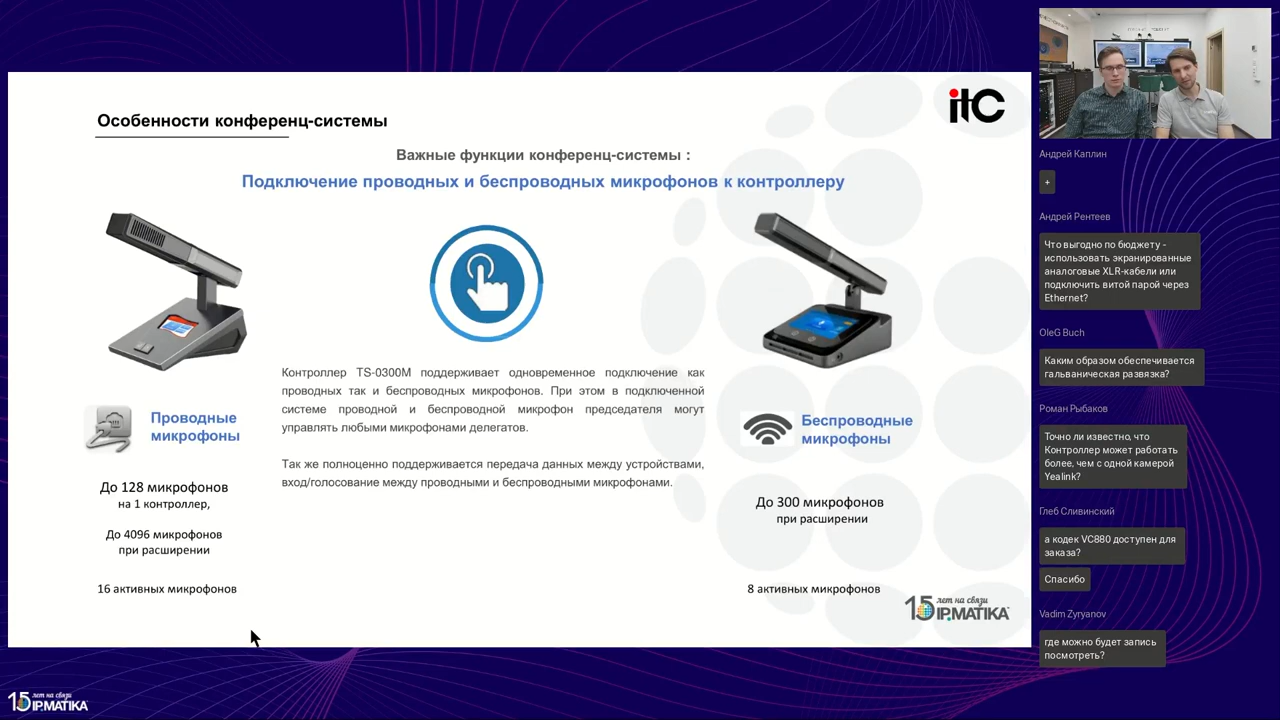 Особенности конференц-системы
itc
Важные функции конференц-системы :
Подключение проводных и беспроводных микрофонов к контроллеру
Контроллер TS-0300M поддерживает одновременное подключение как
проводных так и беспроводных микрофонов. При этом в подключенной
системе проводной и беспроводной микрофон председателя могут
управлять любыми микрофонами делегатов.
Так же полноценно поддерживается передача данных между устройствами,
вход/голосование между проводными и беспроводными микрофонами.
Проводные
микрофоны
До 128 микрофонов
на 1 контроллер,
До 4096 микрофонов
при расширении
16 активных микрофонов
Беспроводные
микрофоны
До 300 микрофонов
при расширении
8 активных микрофонов
15 лет на связи
IPMATIKA
15 лет на связи
IPMATIKA
Андрей Каплин
+
Андрей Рентеев
Что выгодно по бюджету -
использовать экранированные
аналоговые XLR-кабели или
подключить витой парой через
Ethernet?
OleG Buch
Каким образом обеспечивается
гальваническая развязка?
Роман Рыбаков
Точно ли известно, что
Контроллер может работать
более, чем с одной камерой
Yealink?
Глеб Сливинский
а кодек VC880 доступен для
заказа?
Спасибо
Vadim Zyryanov
где можно будет запись
посмотреть?